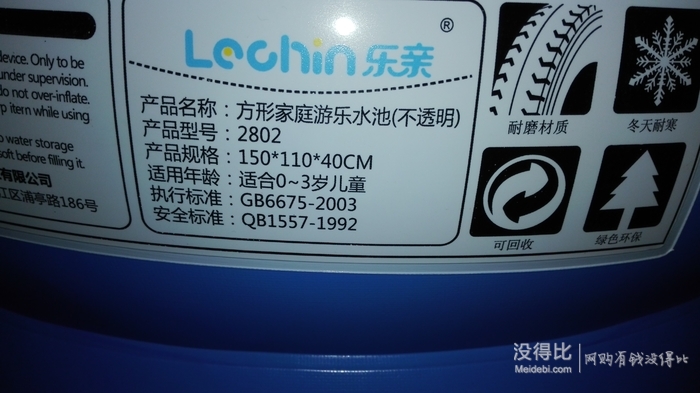 device. Only to be
under supervision.
do not over-inflate.
item while using
water storage
soft before filling it.
有限公司
江区浦亭路186号
Lechin乐亲®
产品名称：方形家庭游乐水池(不透明)
产品型号：2802
产品规格：150*110*40CM
适用年龄：适合0~3岁儿童
执行标准：GB6675-2003
安全标准：QB1557-1992
耐磨材质
冬天耐寒
可回收
绿色环保
没得比
Meidebi.com
网购有钱没得比